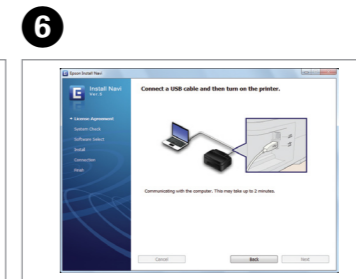 6
Epson Install Navi
Install Navi
Connect a USB cable and then turn on the printer.
License Agreement
System Check
Software Select
Install
Connection
Finish
Communicating with the computer. This may take up to 2 minutes.
Cancel
Back
Next